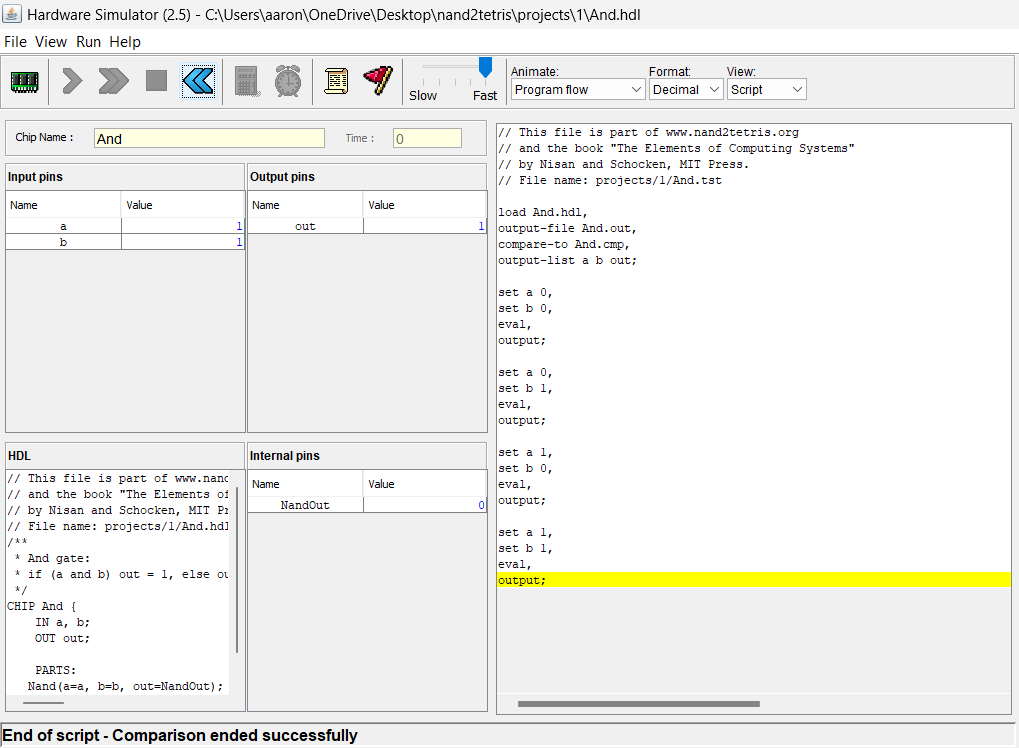 Hardware Simulator (2.5) - C:\Users\aaron\OneDrive\Desktop\nand2tetris\projects\1\And.hdl
File View Run Help
Slow Fast
Animate: Format: View:
Program flow Decimal Script
Chip Name : And Time : 0
Input pins
Name Value
a 1
b 1
Output pins
Name Value
out 1
HDL
// This file is part of www.nand
// and the book "The Elements of
// by Nisan and Schocken, MIT Pr
// File name: projects/1/And.hdl
/**
* And gate:
* if (a and b) out = 1, else ou
*/
CHIP And {
IN a, b;
OUT out;
PARTS:
Nand(a=a, b=b, out=NandOut);
Internal pins
Name Value
NandOut 0
// This file is part of www.nand2tetris.org
// and the book "The Elements of Computing Systems"
// by Nisan and Schocken, MIT Press.
// File name: projects/1/And.tst
load And.hdl,
output-file And.out,
compare-to And.cmp,
output-list a b out;
set a 0,
set b 0,
eval,
output;
set a 0,
set b 1,
eval,
output;
set a 1,
set b 0,
eval,
output;
set a 1,
set b 1,
eval,
output;
End of script - Comparison ended successfully